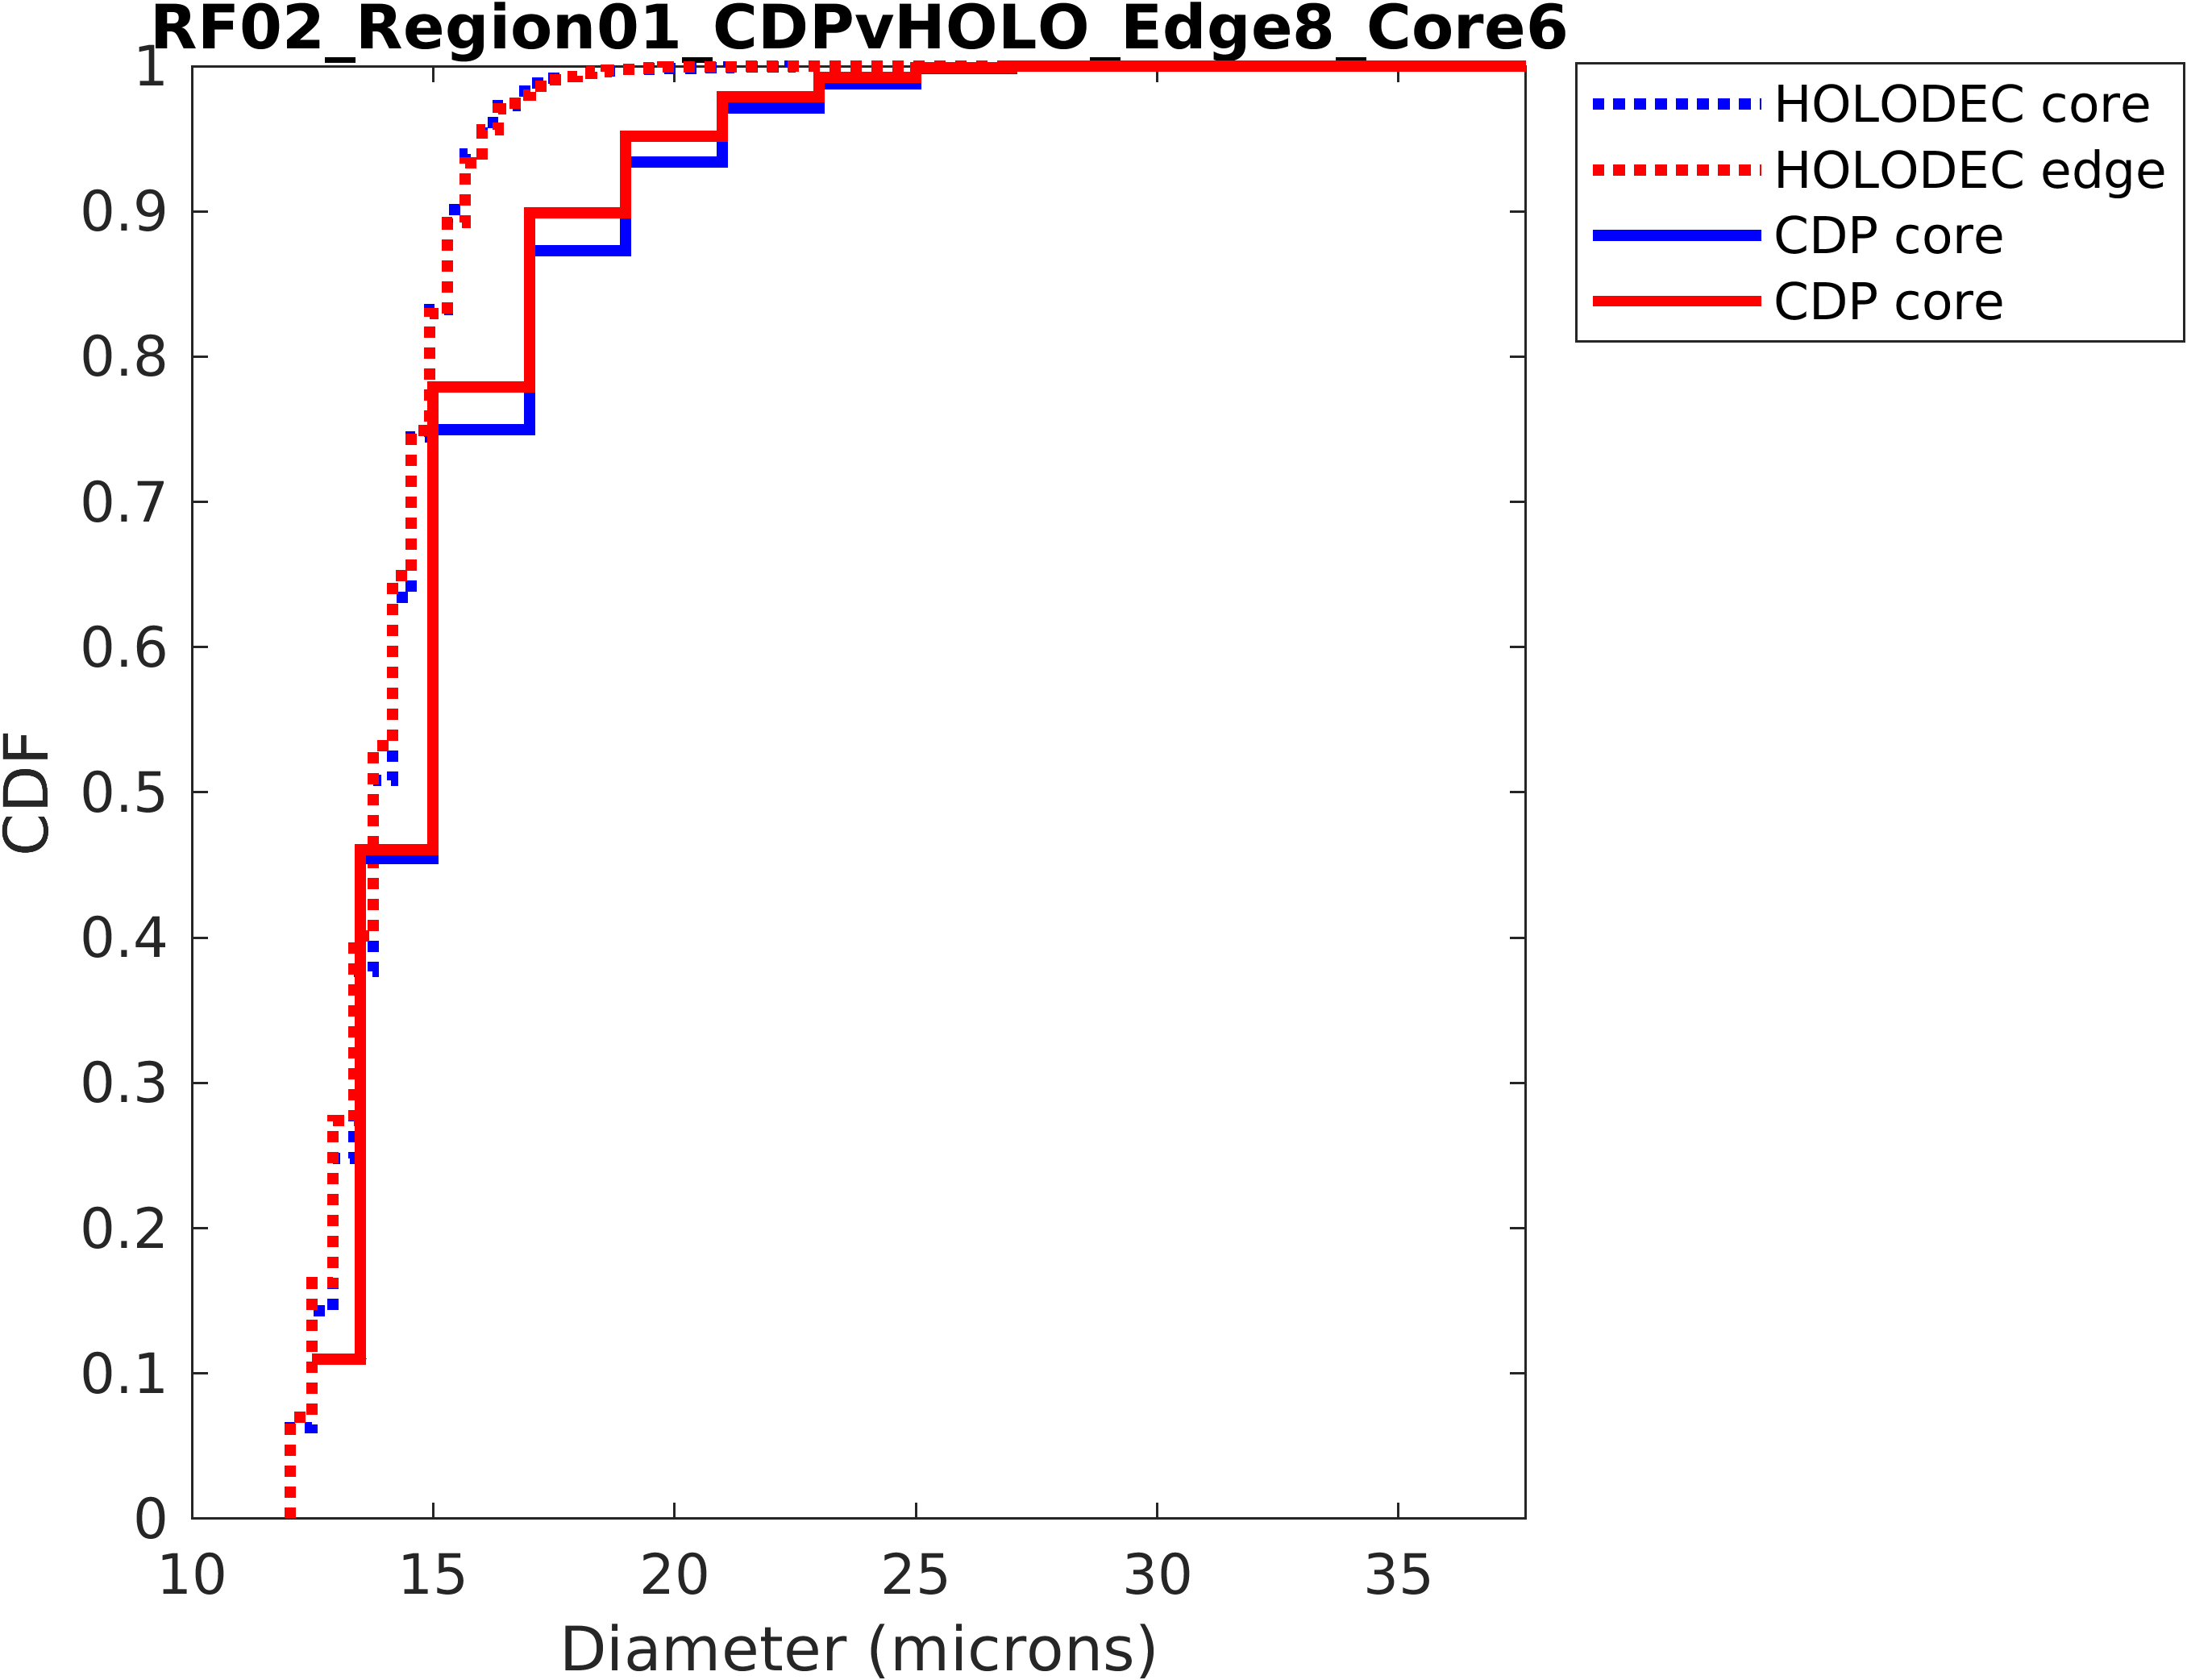 RF02_Region01_CDPvHOLO_Edge8_Core6
1
0.9
0.8
0.7
0.6
0.5
0.4
0.3
0.2
0.1
0
CDF
10 15 20 25 30 35
Diameter (microns)
HOLODEC core
HOLODEC edge
CDP core
CDP core